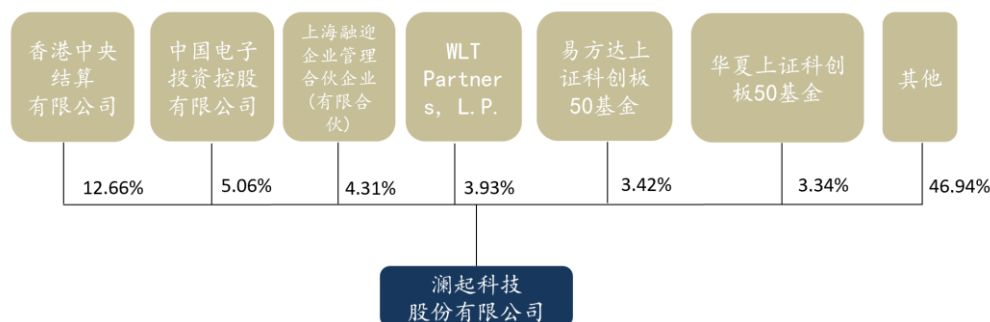 香港中央
结算
有限公司
中国电子
投资控股
有限公司
上海融迎
企业管理
合伙企业
(有限合
伙)
WLT
Partner
s, L.P.
易方达上
证科创板
50基金
华夏上证科创
板50基金
其他
12.66%
5.06%
4.31%
3.93%
3.42%
3.34%
46.94%
澜起科技
股份有限公司